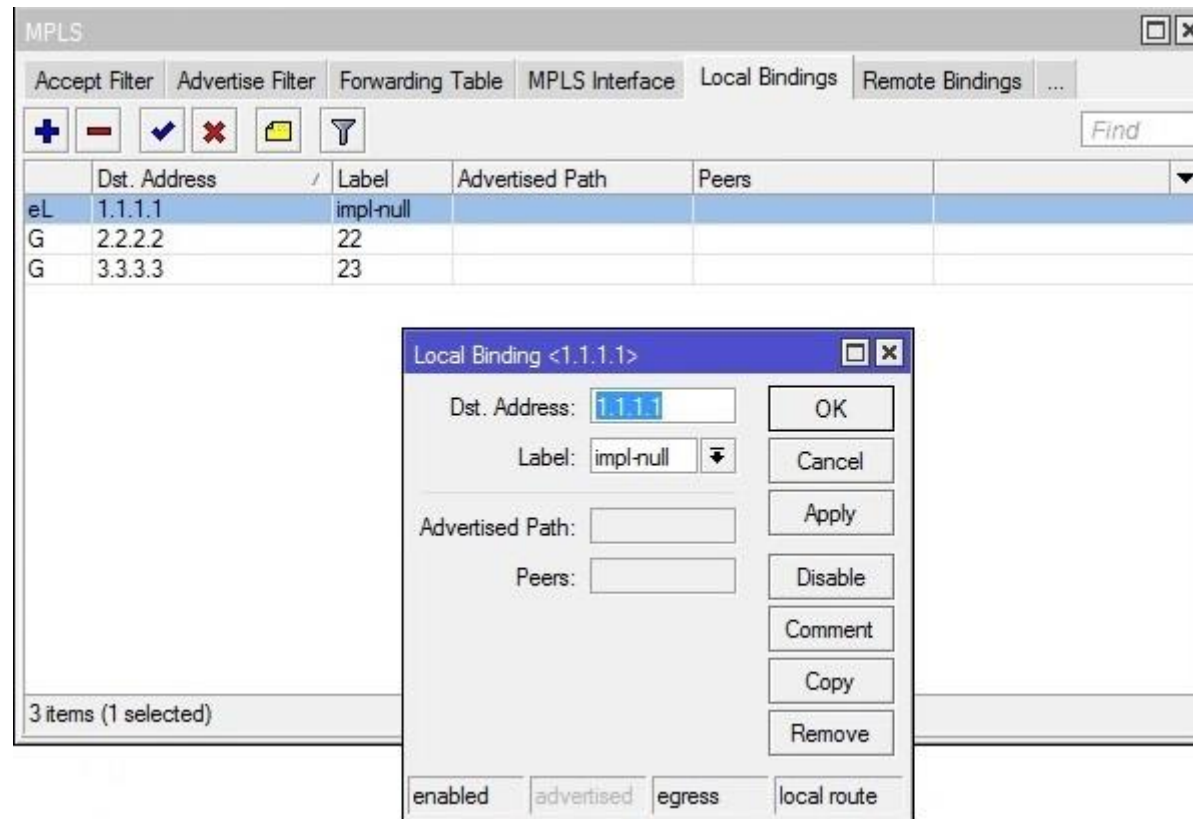 MPLS
Accept Filter Advertise Filter Forwarding Table MPLS Interface Local Bindings Remote Bindings ...
Find
Dst. Address Label Advertised Path Peers
eL 1.1.1.1 impl-null
G 2.2.2.2 22
G 3.3.3.3 23
Local Binding <1.1.1.1>
Dst. Address: 1.1.1.1 OK
Label: impl-null Cancel
Advertised Path: Apply
Peers: Disable
Comment
Copy
Remove
3 items (1 selected)
enabled advertised egress local route